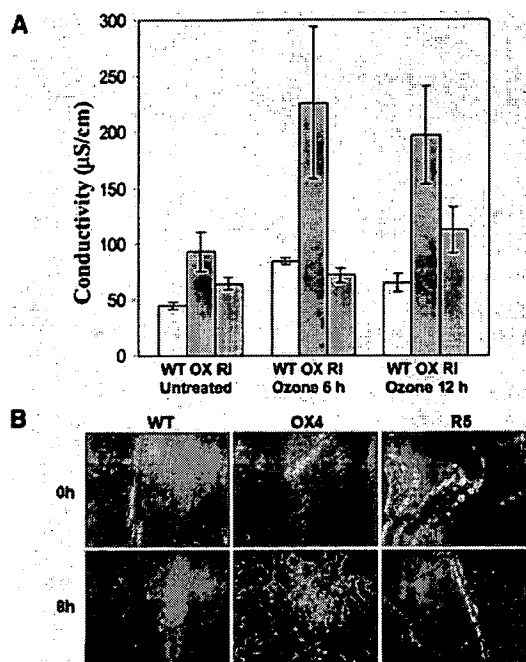 A
300
250
200
150
100
50
0
Conductivity (µS/cm)
WT OX RI WT OX RI WT OX RI
Untreated Ozone 6 h Ozone 12 h
B
WT OX4 R5
0h
8h